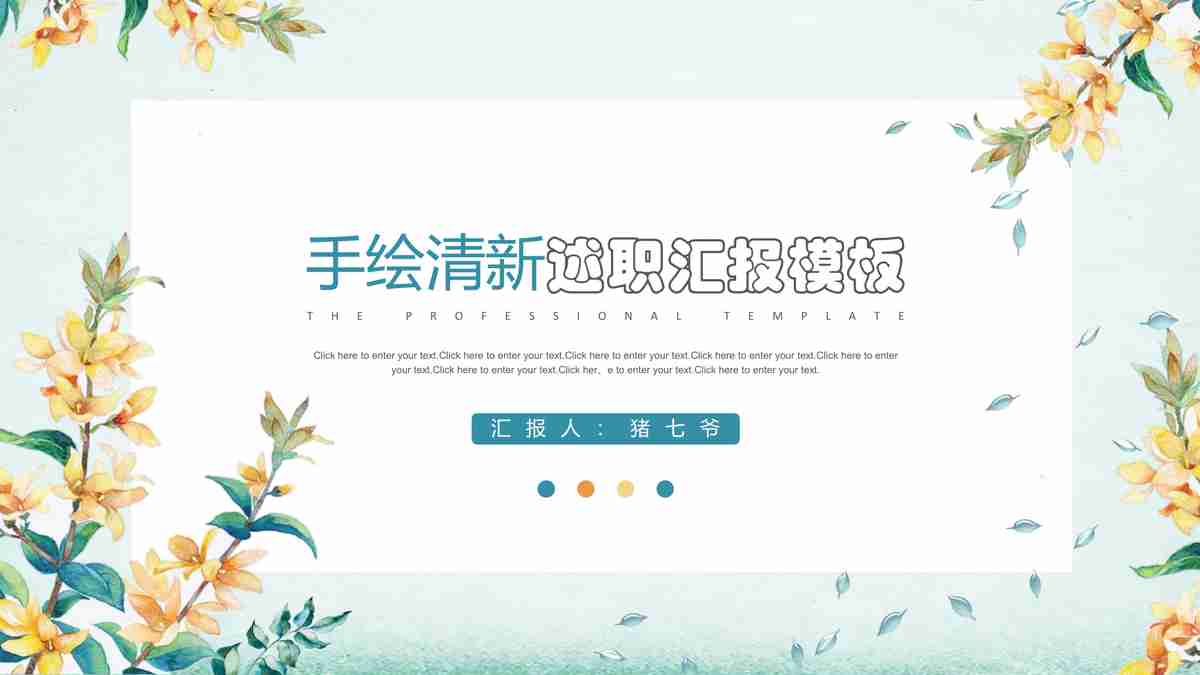 手绘清新述职汇报模板
THE PROFESSIONAL TEMPLATE
Click here to enter your text.Click here to enter your text.Click here to enter your text.Click here to enter your text.Click here to enter
your text.Click here to enter your text.Click her、e to enter your text.Click here to enter your text.
汇报人：猪七爷